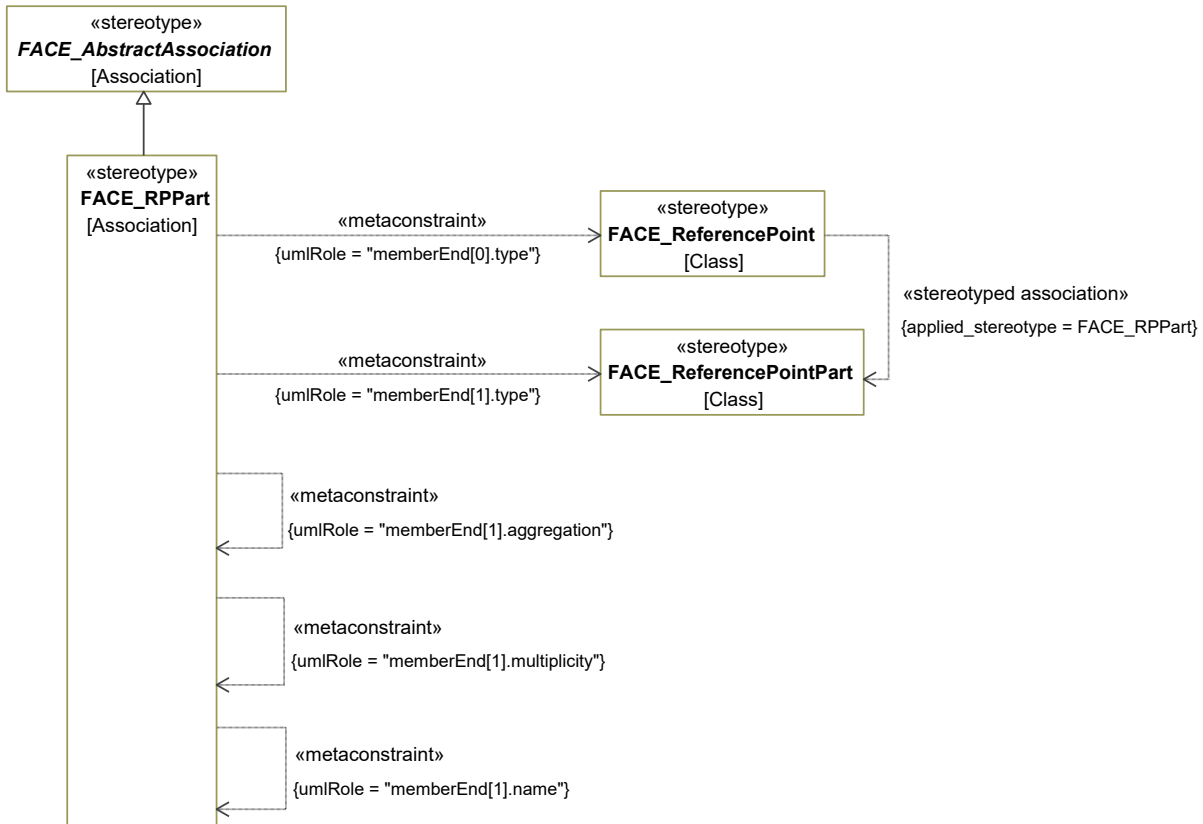 «stereotype»
FACE_AbstractAssociation
[Association]
«stereotype»
FACE_RPPart
[Association]
«metaconstraint»
{umlRole = "memberEnd[0].type"}
«stereotype»
FACE_ReferencePoint
[Class]
«stereotyped association»
{applied_stereotype = FACE_RPPart}
«metaconstraint»
{umlRole = "memberEnd[1].type"}
«stereotype»
FACE_ReferencePointPart
[Class]
«metaconstraint»
{umlRole = "memberEnd[1].aggregation"}
«metaconstraint»
{umlRole = "memberEnd[1].multiplicity"}
«metaconstraint»
{umlRole = "memberEnd[1].name"}